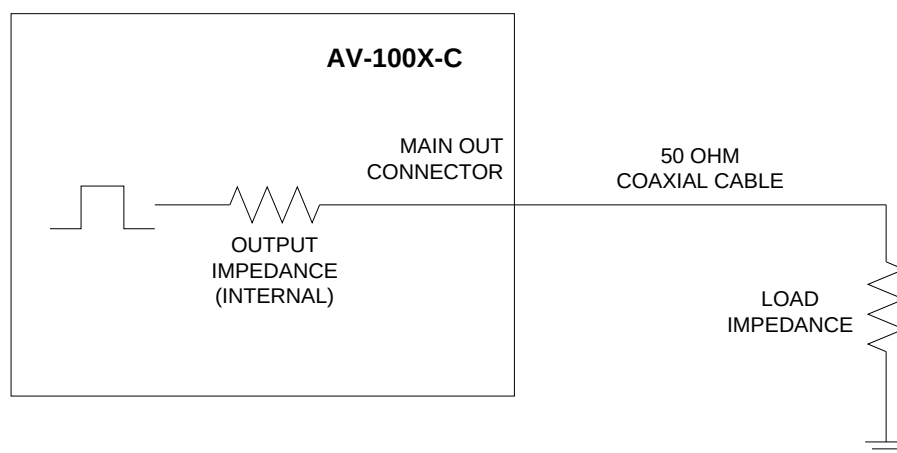 AV-100X-C
MAIN OUT
CONNECTOR
50 OHM
COAXIAL CABLE
OUTPUT
IMPEDANCE
(INTERNAL)
LOAD
IMPEDANCE